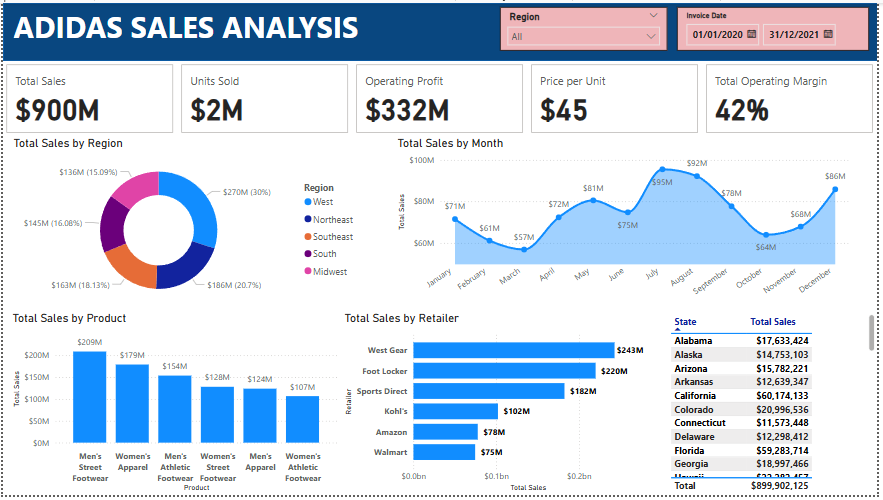 ADIDAS SALES ANALYSIS
Region
All
Invoice Date
01/01/2020
31/12/2021
Total Sales
$900M
Units Sold
$2M
Operating Profit
$332M
Price per Unit
$45
Total Operating Margin
42%
Total Sales by Region
$136M (15.09%)
$270M (30%)
$145M (16.08%)
$163M (18.13%)
$186M (20.7%)
Region
West
Northeast
Southeast
South
Midwest
Total Sales by Month
Total Sales
$100M
$80M
$60M
$71M
$61M
$57M
$72M
$81M
$75M
$95M
$92M
$78M
$64M
$68M
$86M
January
February
March
April
May
June
July
August
September
October
November
December
Total Sales by Product
Total Sales
$200M
$150M
$100M
$50M
$0M
$209M
$179M
$154M
$128M
$124M
$107M
Men's Street Footwear
Women's Apparel
Men's Athletic Footwear
Women's Street Footwear
Men's Apparel
Women's Athletic Footwear
Product
Total Sales by Retailer
Retailer
West Gear $243M
Foot Locker $220M
Sports Direct $182M
Kohl's $102M
Amazon $78M
Walmart $75M
$0.0bn $0.1bn $0.2bn
Total Sales
State Total Sales
Alabama $17,633,424
Alaska $14,753,103
Arizona $15,782,221
Arkansas $12,639,347
California $60,174,133
Colorado $20,996,536
Connecticut $11,573,448
Delaware $12,298,412
Florida $59,283,714
Georgia $18,997,466
Total $899,902,125